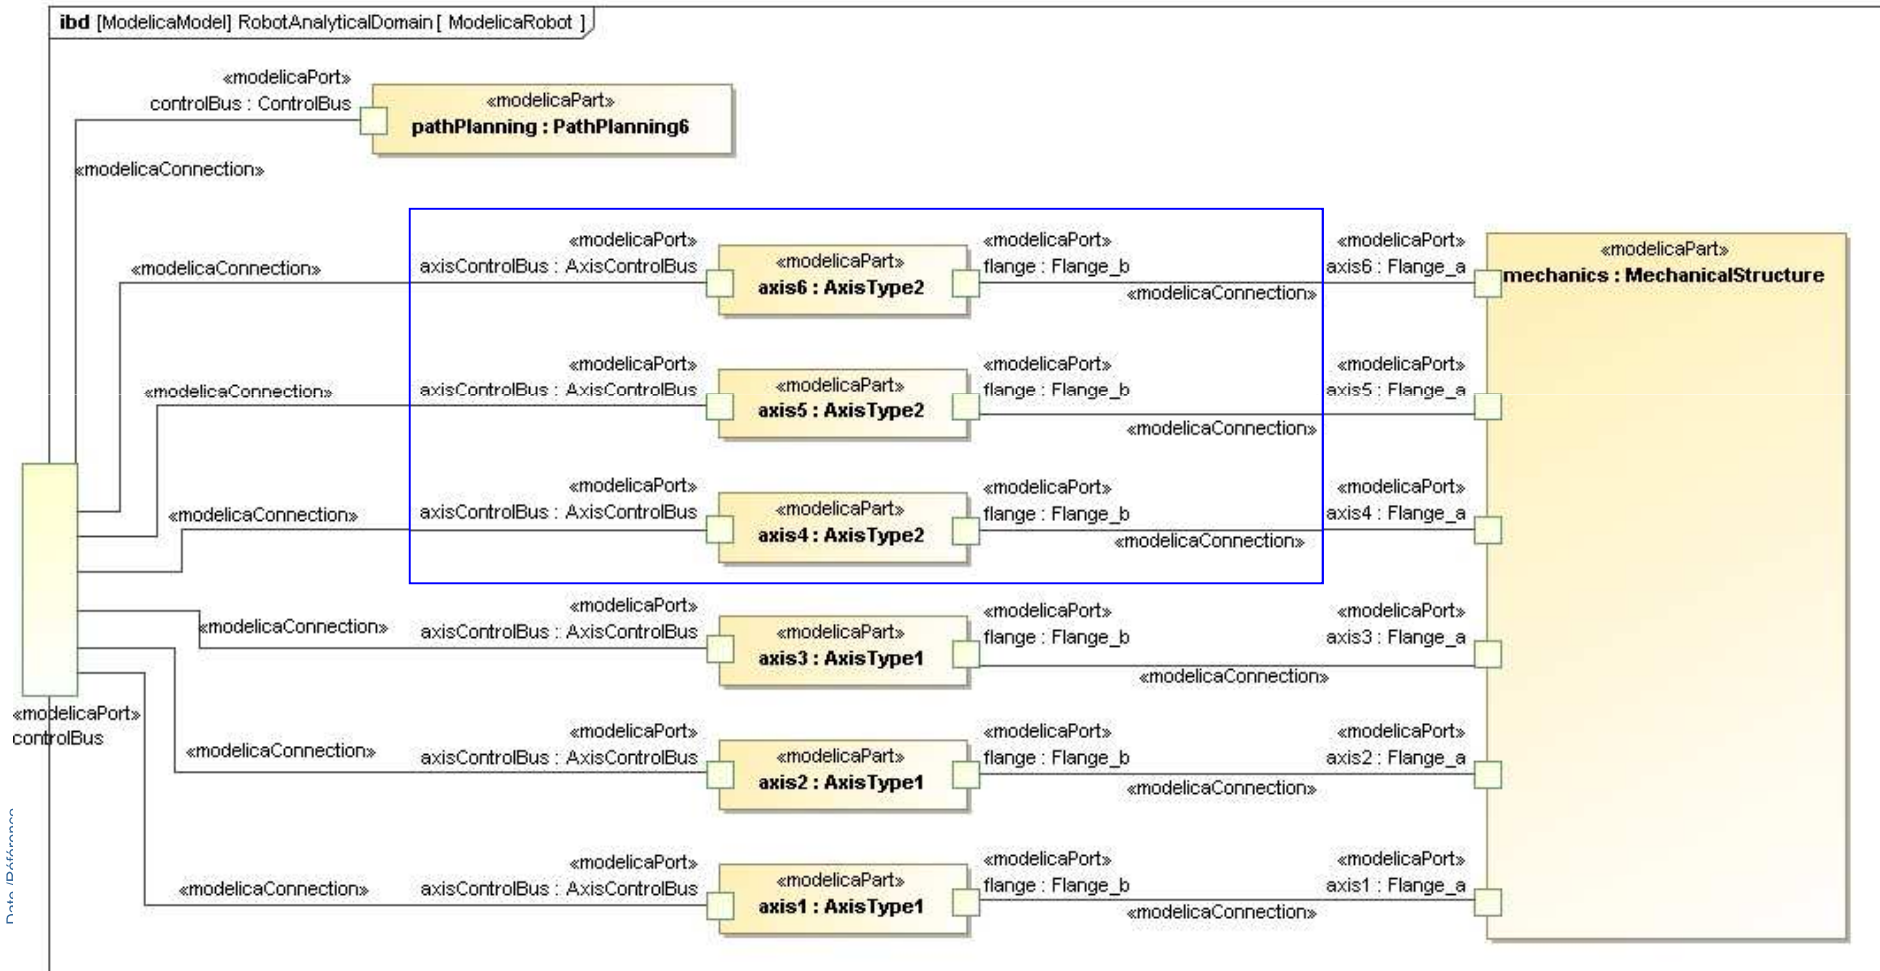 ibd [ModelicaModel] RobotAnalyticalDomain [ ModelicaRobot ]
«modelicaPort»
controlBus : ControlBus
«modelicaPart»
pathPlanning : PathPlanning6
«modelicaConnection»
«modelicaConnection»
«modelicaPort»
axisControlBus : AxisControlBus
«modelicaPart»
axis6 : AxisType2
«modelicaPort»
flange : Flange_b
«modelicaConnection»
«modelicaPort»
axis6 : Flange_a
«modelicaPart»
mechanics : MechanicalStructure
«modelicaConnection»
«modelicaPort»
axisControlBus : AxisControlBus
«modelicaPart»
axis5 : AxisType2
«modelicaPort»
flange : Flange_b
«modelicaConnection»
«modelicaPort»
axis5 : Flange_a
«modelicaConnection»
«modelicaPort»
axisControlBus : AxisControlBus
«modelicaPart»
axis4 : AxisType2
«modelicaPort»
flange : Flange_b
«modelicaConnection»
«modelicaPort»
axis4 : Flange_a
«modelicaConnection»
«modelicaPort»
axisControlBus : AxisControlBus
«modelicaPart»
axis3 : AxisType1
«modelicaPort»
flange : Flange_b
«modelicaConnection»
«modelicaPort»
axis3 : Flange_a
«modelicaPort»
controlBus
«modelicaConnection»
«modelicaPort»
axisControlBus : AxisControlBus
«modelicaPart»
axis2 : AxisType1
«modelicaPort»
flange : Flange_b
«modelicaConnection»
«modelicaPort»
axis2 : Flange_a
«modelicaConnection»
«modelicaPort»
axisControlBus : AxisControlBus
«modelicaPart»
axis1 : AxisType1
«modelicaPort»
flange : Flange_b
«modelicaConnection»
«modelicaPort»
axis1 : Flange_a
Date /Référence